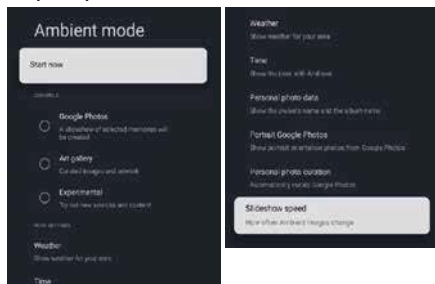 Ambient mode
Start now
CHANNELS
Google Photos
A slideshow of selected memories will
be created
Art gallery
Curated images and artwork
Experimental
Try out new sources and content
MORE SETTINGS
Weather
Show weather for your area
Time
Weather
Show weather for your area
Time
Show the time with Ambient
Personal photo data
Show the owner's name and the album name
Portrait Google Photos
Show portrait orientation photos from Google Photos
Personal photo curation
Automatically curate Google Photos
Slideshow speed
How often Ambient images change